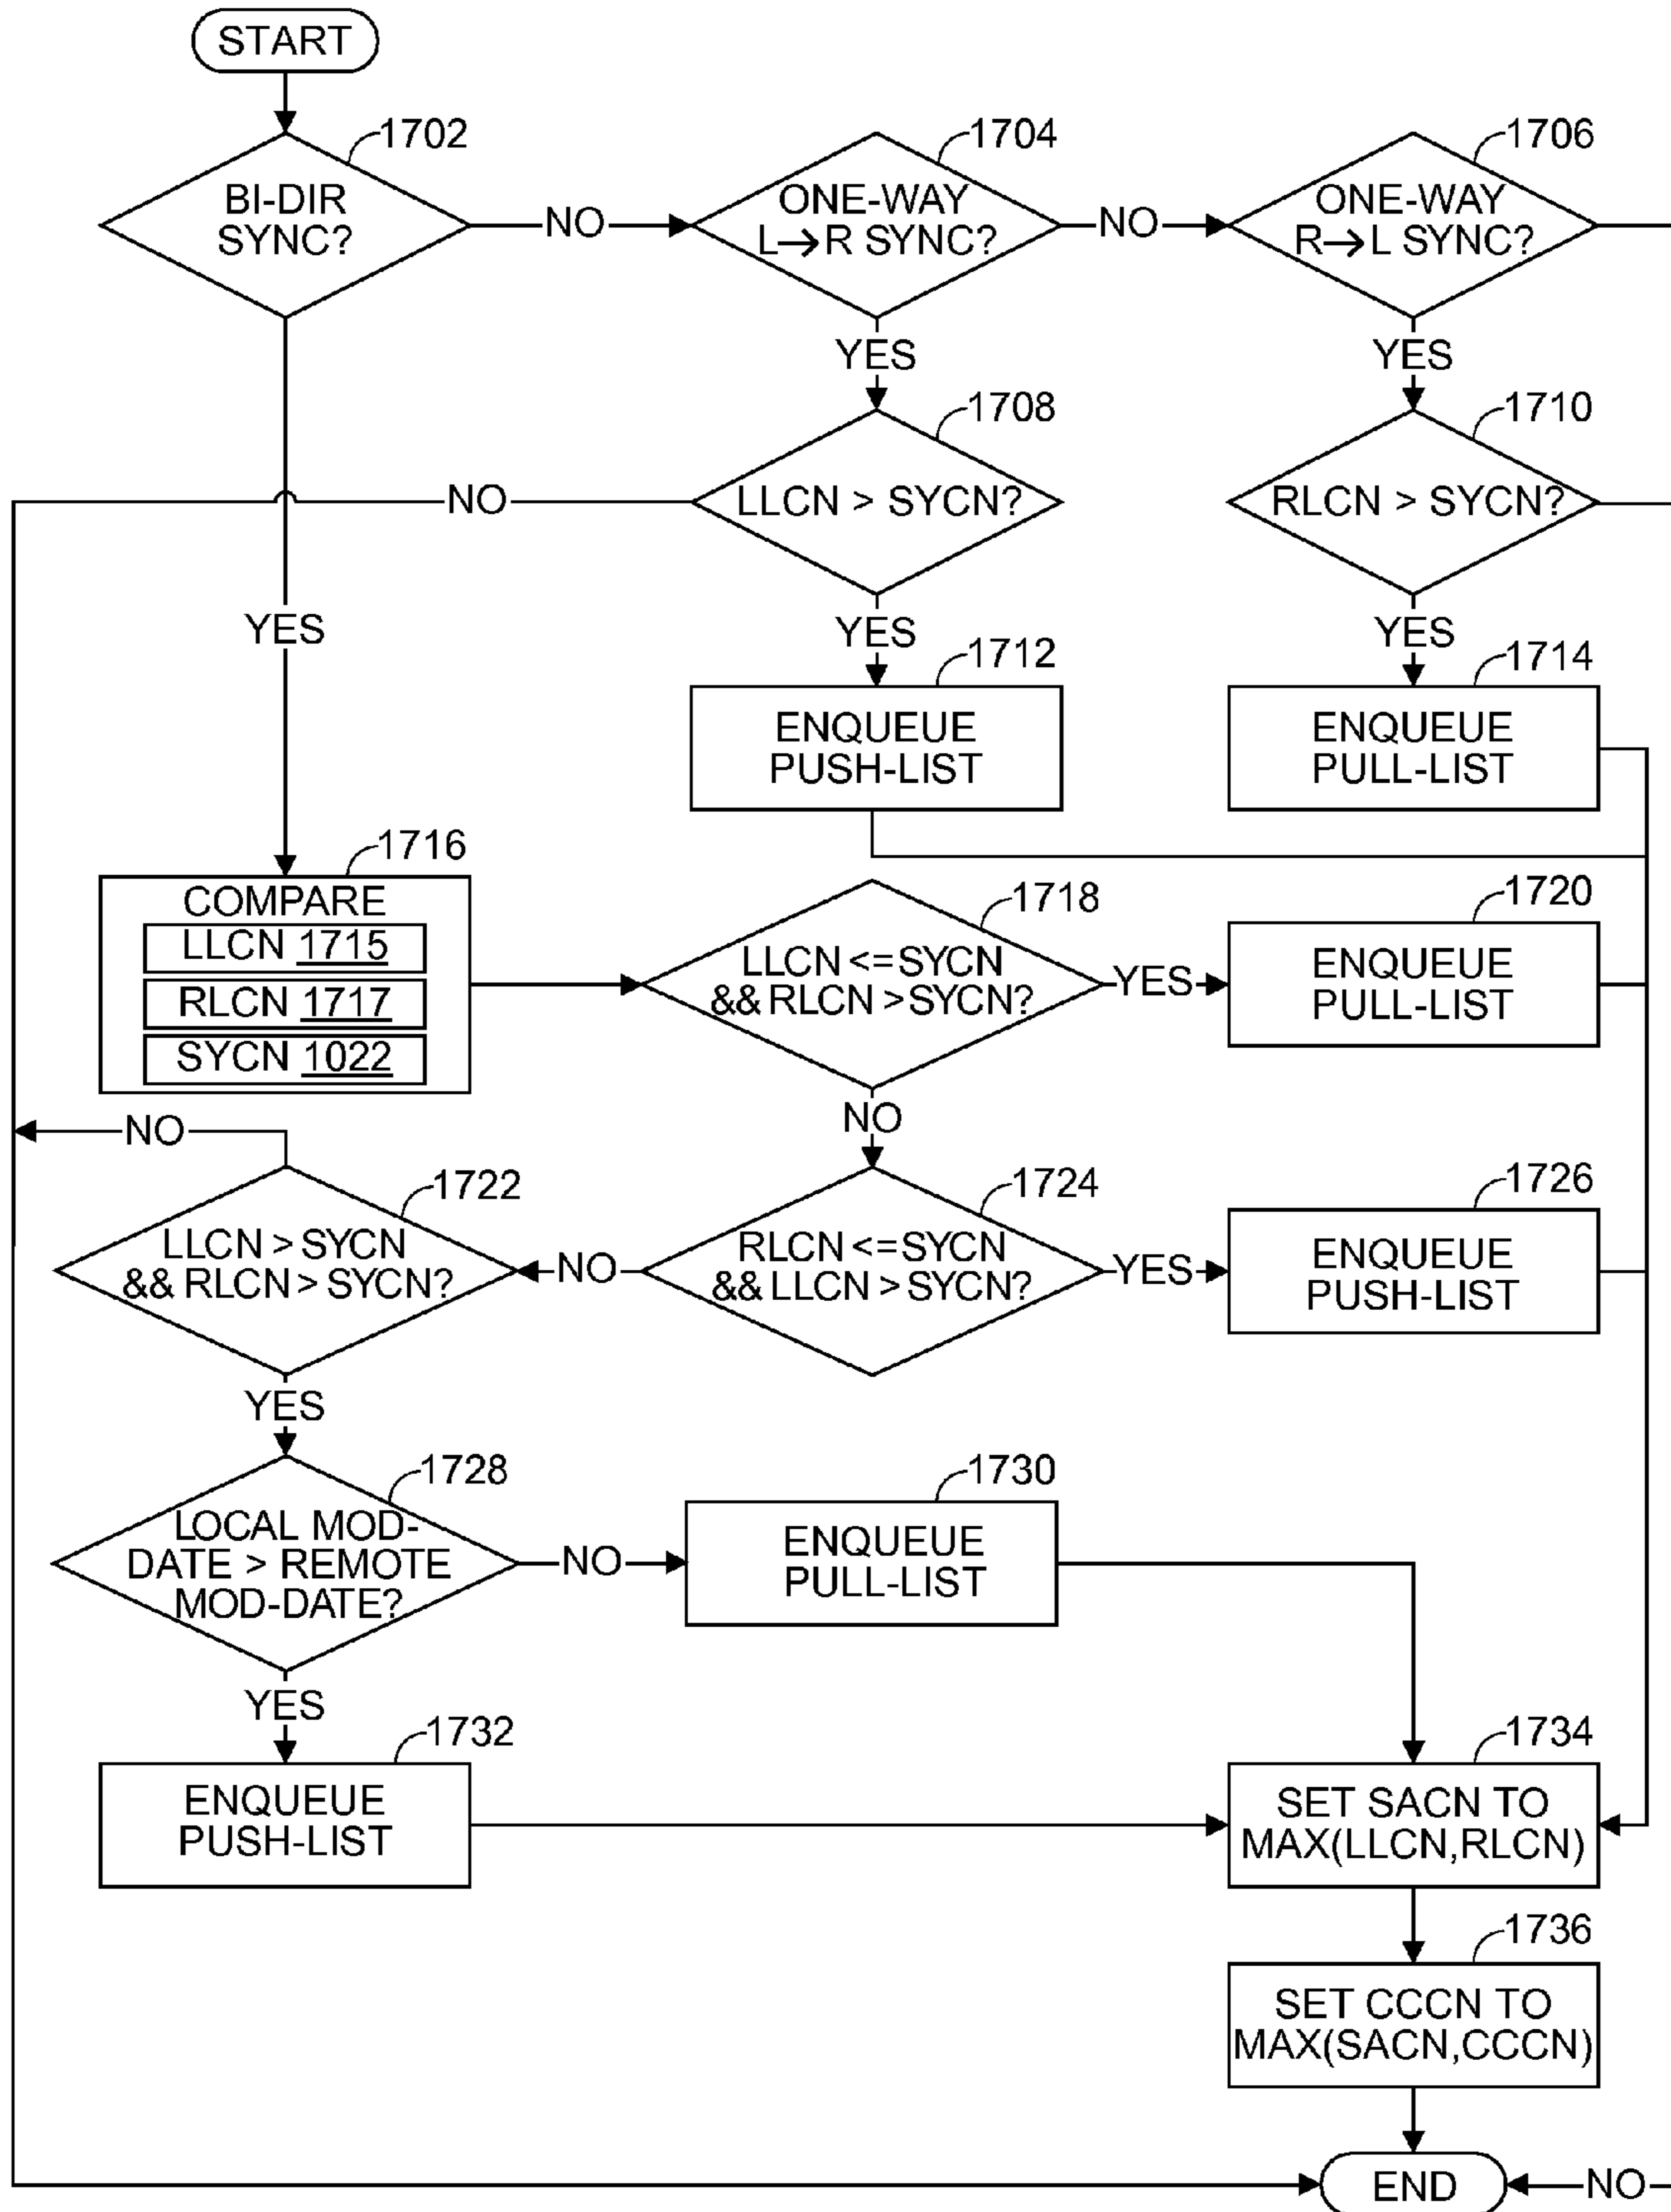 START
1702
1704
1706
BI-DIR
SYNC?
NO
ONE-WAY
L→R SYNC?
NO
ONE-WAY
R→L SYNC?
YES
YES
1708
1710
NO
LLCN > SYCN?
RLCN > SYCN?
YES
YES
YES
1712
1714
ENQUEUE
PUSH-LIST
ENQUEUE
PULL-LIST
1716
COMPARE
LLCN 1715
RLCN 1717
SYCN 1022
1718
LLCN <= SYCN
&& RLCN > SYCN?
YES
1720
ENQUEUE
PULL-LIST
NO
NO
1722
LLCN > SYCN
&& RLCN > SYCN?
NO
1724
RLCN <= SYCN
&& LLCN > SYCN?
YES
1726
ENQUEUE
PUSH-LIST
YES
1728
LOCAL MOD-
DATE > REMOTE
MOD-DATE?
NO
1730
ENQUEUE
PULL-LIST
YES
1732
ENQUEUE
PUSH-LIST
1734
SET SACN TO
MAX(LLCN,RLCN)
1736
SET CCCN TO
MAX(SACN,CCCN)
END
NO